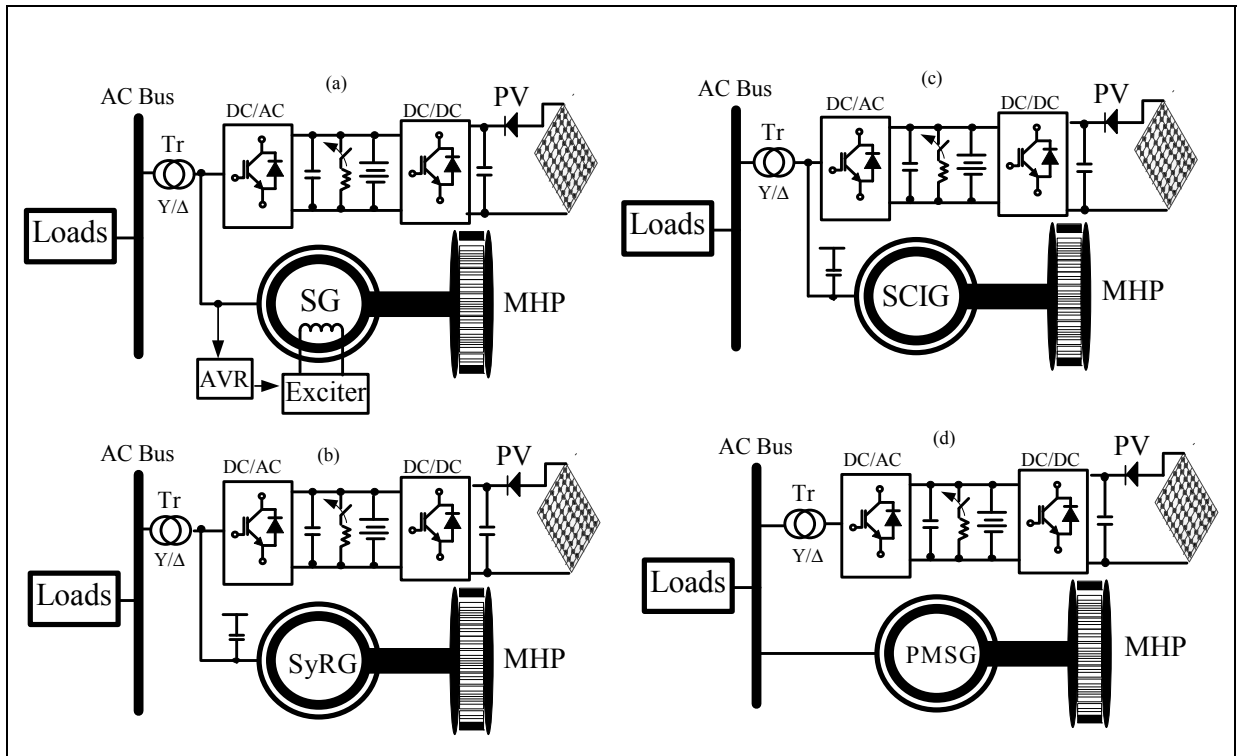 (a)
AC Bus
DC/AC
DC/DC
PV
Tr
Y/Δ
Loads
SG
MHP
AVR
Exciter
(c)
AC Bus
DC/AC
DC/DC
PV
Tr
Y/Δ
Loads
SCIG
MHP
(b)
AC Bus
DC/AC
DC/DC
PV
Tr
Y/Δ
Loads
SyRG
MHP
(d)
AC Bus
DC/AC
DC/DC
PV
Tr
Y/Δ
Loads
PMSG
MHP